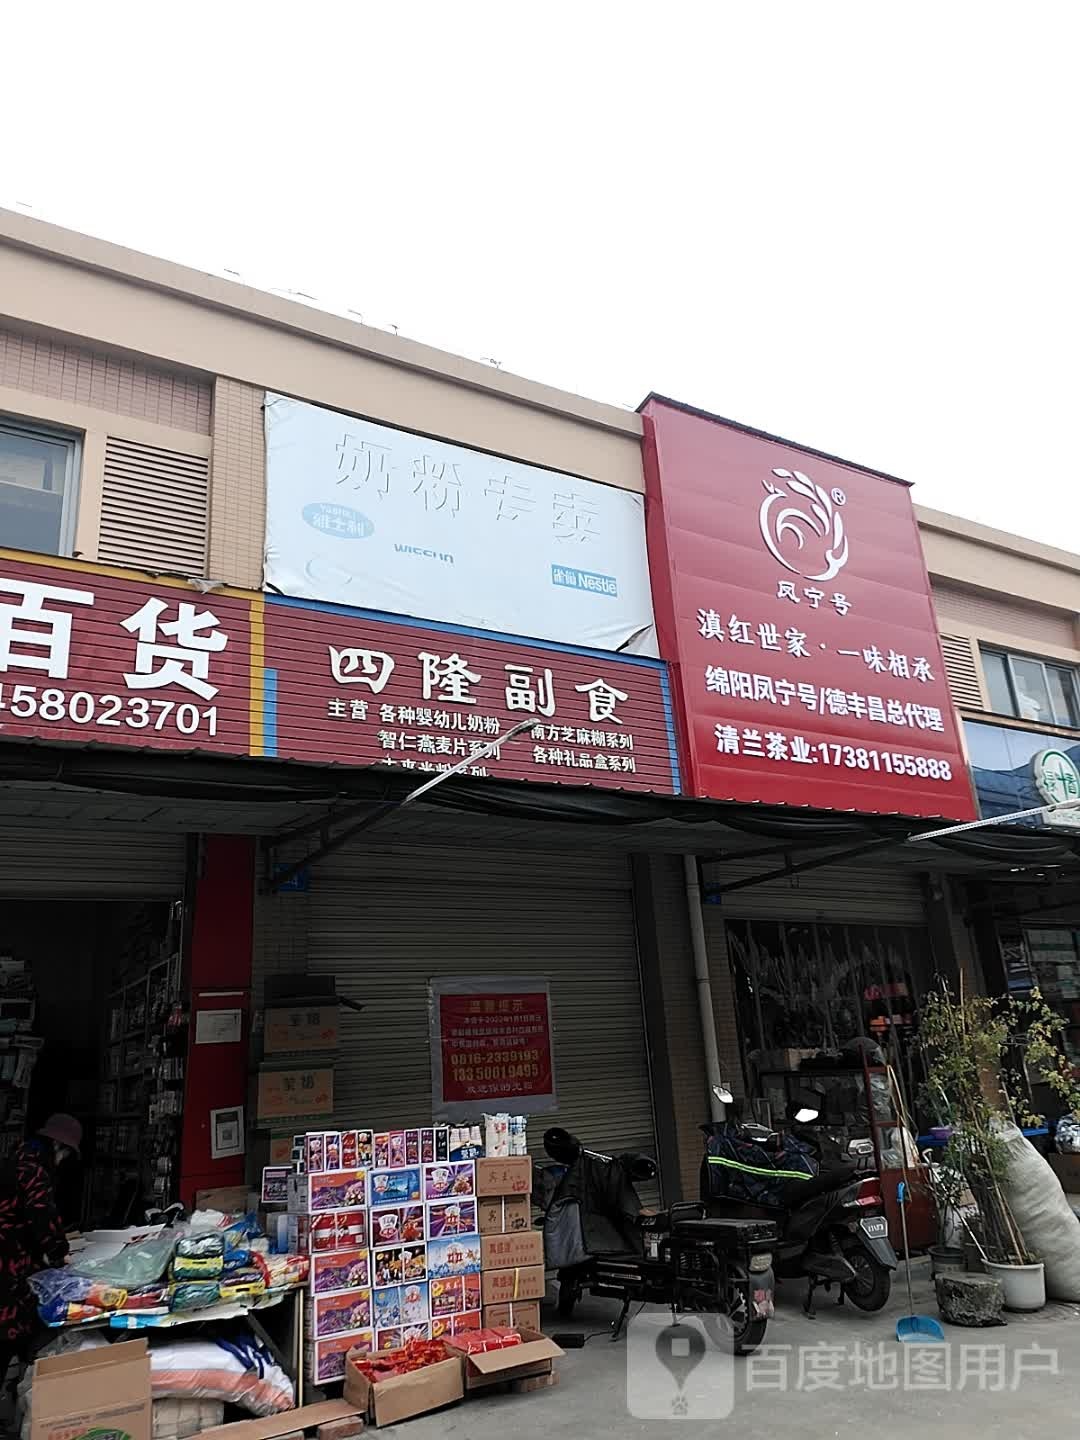 奶粉专卖
雅士利
WISSUN
雀巢 Nestle
百货
458023701
四隆副食
主营 各种婴幼儿奶粉 南方芝麻糊系列
智仁燕麦片系列 各种礼品盒系列
凤宁号
滇红世家·一味相承
绵阳凤宁号/德丰昌总代理
清兰茶业:17381155888
温馨提示
0816-2339193
13350019495
百度地图用户